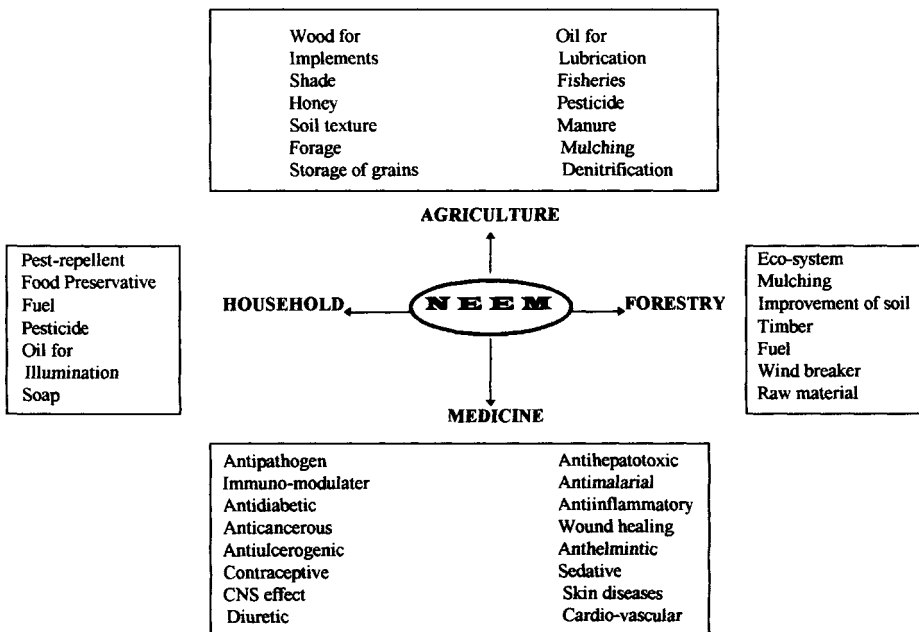 Wood for
Implements
Shade
Honey
Soil texture
Forage
Storage of grains
Oil for
Lubrication
Fisheries
Pesticide
Manure
Mulching
Denitrification
AGRICULTURE
Pest-repellent
Food Preservative
Fuel
Pesticide
Oil for
Illumination
Soap
HOUSEHOLD
NEEM
FORESTRY
Eco-system
Mulching
Improvement of soil
Timber
Fuel
Wind breaker
Raw material
MEDICINE
Antipathogen
Immuno-modulater
Antidiabetic
Anticancerous
Antiulcerogenic
Contraceptive
CNS effect
Diuretic
Antihepatotoxic
Antimalarial
Antiinflammatory
Wound healing
Anthelmintic
Sedative
Skin diseases
Cardio-vascular